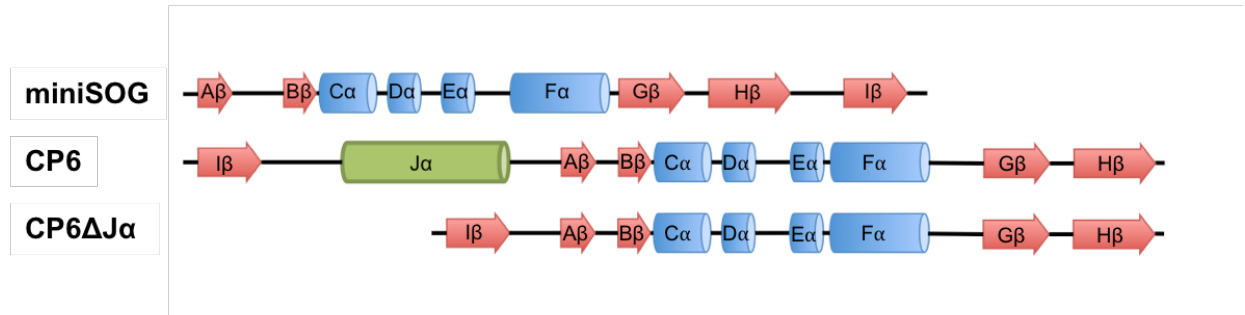 miniSOG Aβ Bβ Cα Dα Eα Fα Gβ Hβ Iβ
CP6 Iβ Jα Aβ Bβ Cα Dα Eα Fα Gβ Hβ
CP6ΔJα Iβ Aβ Bβ Cα Dα Eα Fα Gβ Hβ